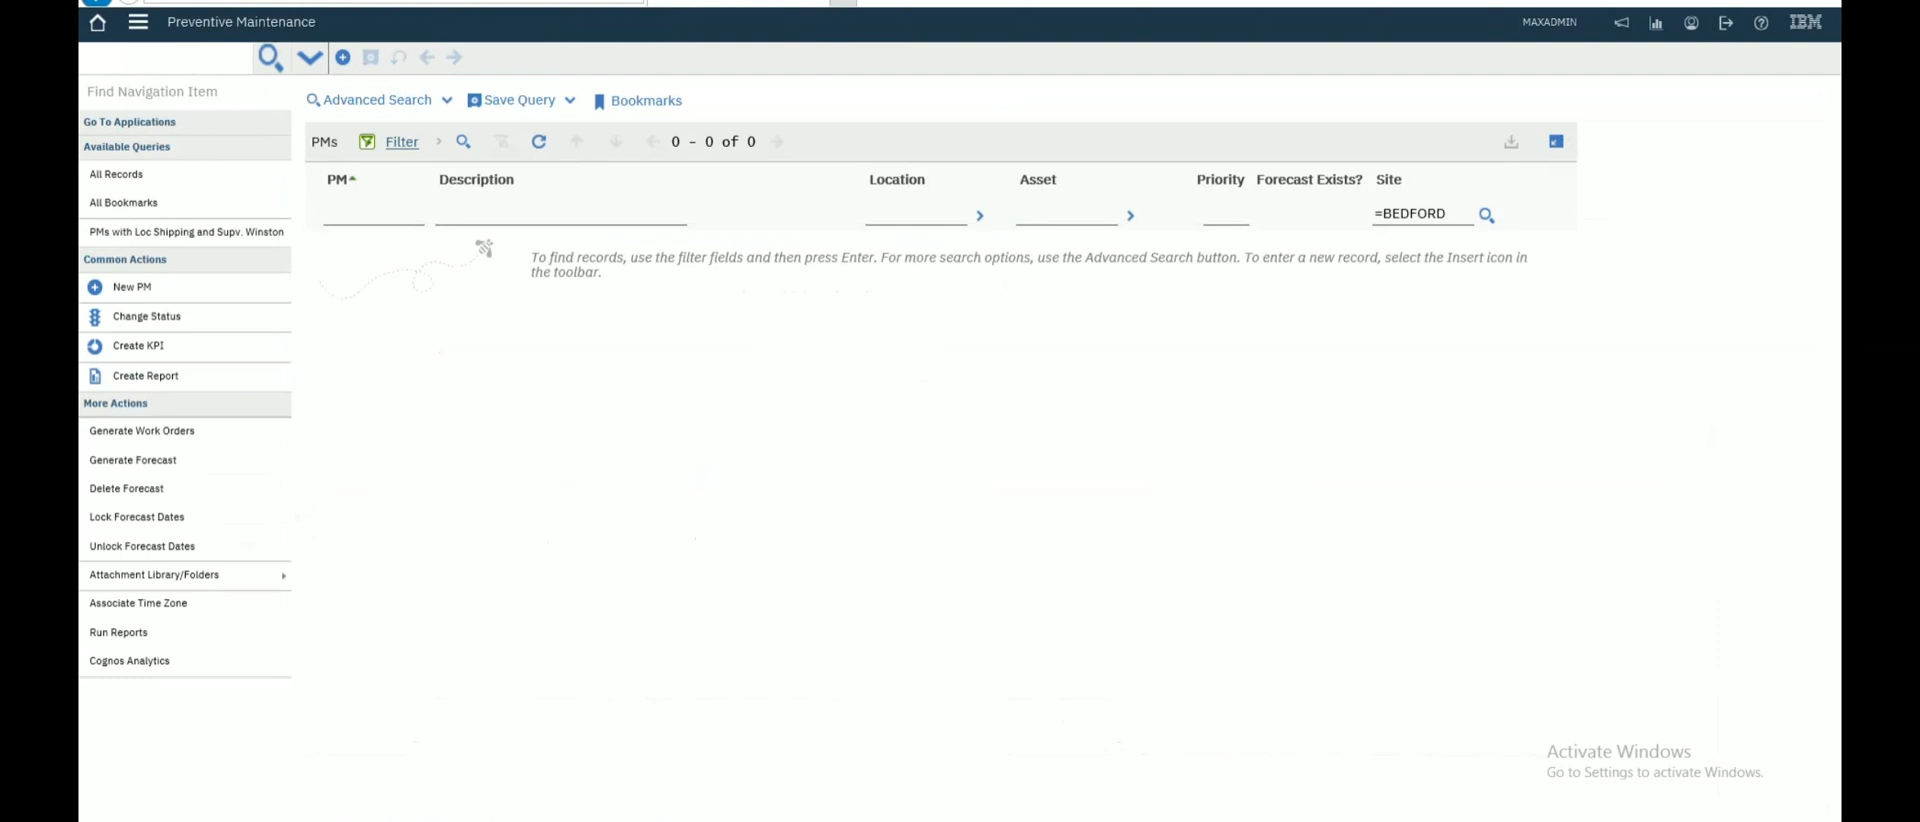 Preventive Maintenance
MAXADMIN
IBM
Find Navigation Item
Go To Applications
Available Queries
All Records
All Bookmarks
PMs with Loc Shipping and Supv. Winston
Common Actions
New PM
Change Status
Create KPI
Create Report
More Actions
Generate Work Orders
Generate Forecast
Delete Forecast
Lock Forecast Dates
Unlock Forecast Dates
Attachment Library/Folders
Associate Time Zone
Run Reports
Cognos Analytics
Advanced Search Save Query Bookmarks
PMs Filter 0 - 0 of 0
PM Description Location Asset Priority Forecast Exists? Site
=BEDFORD
To find records, use the filter fields and then press Enter. For more search options, use the Advanced Search button. To enter a new record, select the Insert icon in
the toolbar.
Activate Windows
Go to Settings to activate Windows.